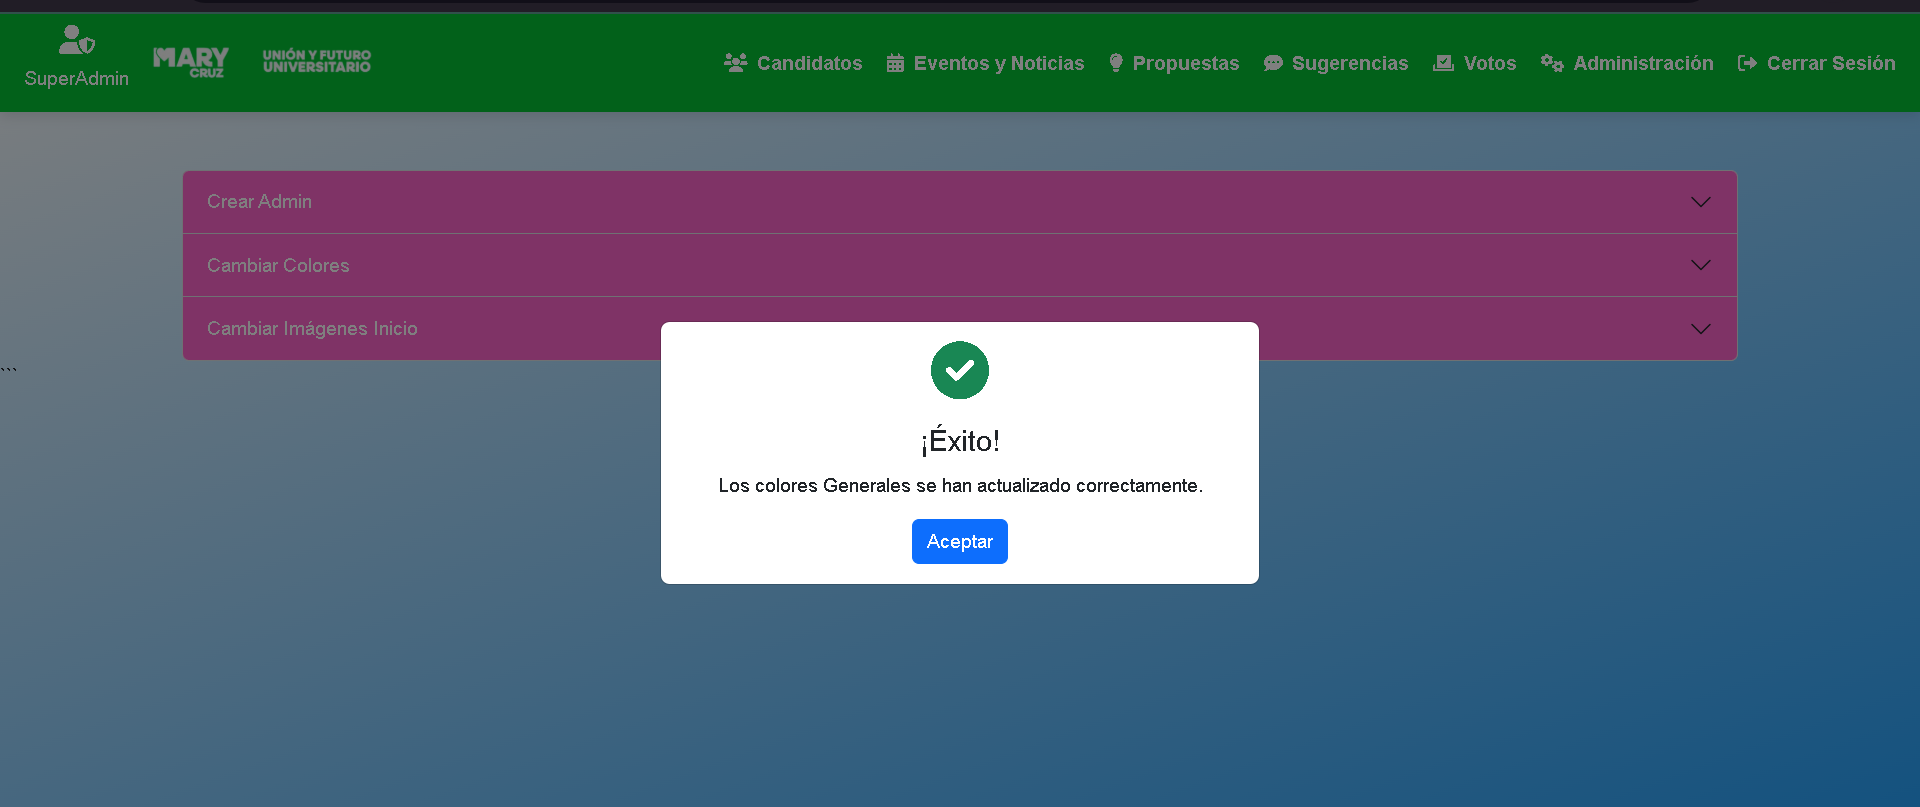 SuperAdmin
MARY
CRUZ
UNIÓN Y FUTURO
UNIVERSITARIO
Candidatos
Eventos y Noticias
Propuestas
Sugerencias
Votos
Administración
Cerrar Sesión
Crear Admin
Cambiar Colores
Cambiar Imágenes Inicio
```
¡Éxito!
Los colores Generales se han actualizado correctamente.
Aceptar